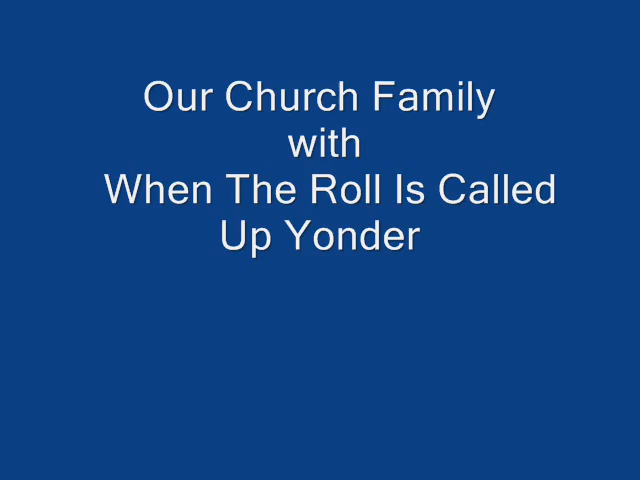 Our Church Family
with
When The Roll Is Called
Up Yonder